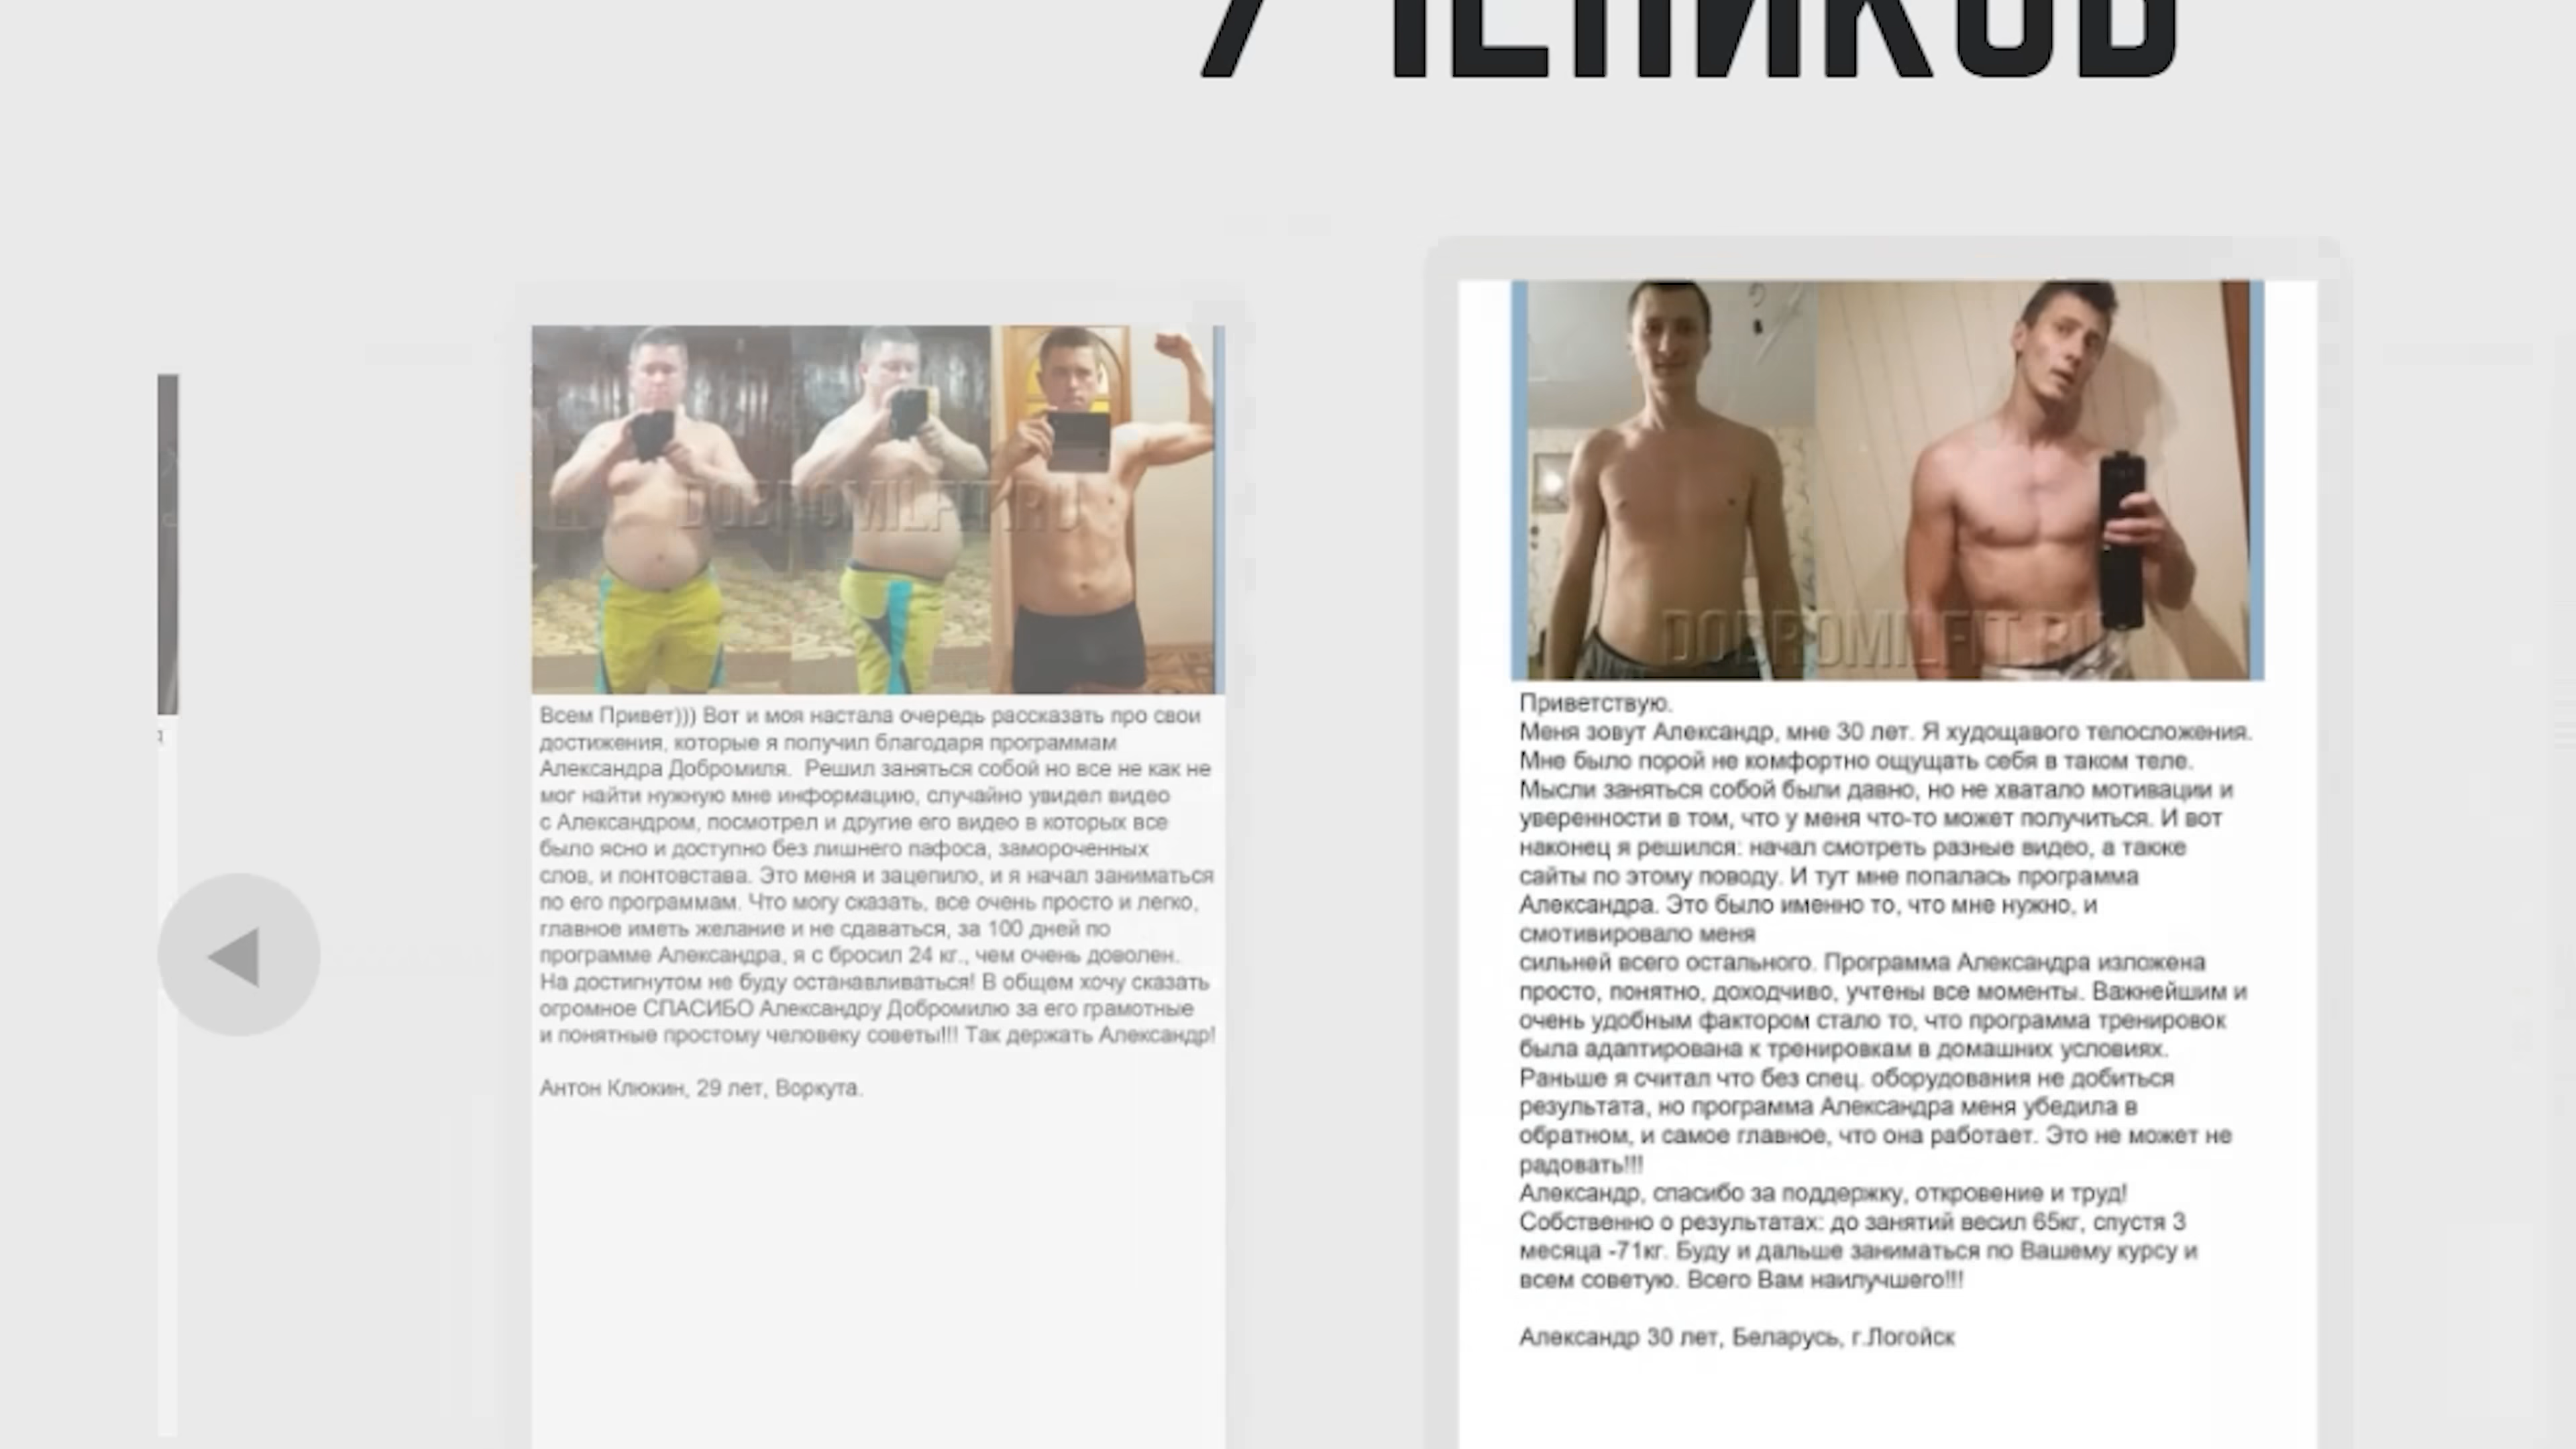 УЧЕНИКОВ
DOBROMILFIT.RU
Всем Привет))) Вот и моя настала очередь рассказать про свои
достижения, которые я получил благодаря программам
Александра Добромиля. Решил заняться собой но все не как не
мог найти нужную мне информацию, случайно увидел видео
с Александром, посмотрел и другие его видео в которых все
было ясно и доступно без лишнего пафоса, замороченных
слов, и понтовстава. Это меня и зацепило, и я начал заниматься
по его программам. Что могу сказать, все очень просто и легко,
главное иметь желание и не сдаваться, за 100 дней по
программе Александра, я с бросил 24 кг., чем очень доволен.
На достигнутом не буду останавливаться! В общем хочу сказать
огромное СПАСИБО Александру Добромилю за его грамотные
и понятные простому человеку советы!!! Так держать Александр!
Антон Клюкин, 29 лет, Воркута.
DOBROMILFIT.RU
Приветствую.
Меня зовут Александр, мне 30 лет. Я худощавого телосложения.
Мне было порой не комфортно ощущать себя в таком теле.
Мысли заняться собой были давно, но не хватало мотивации и
уверенности в том, что у меня что-то может получиться. И вот
наконец я решился: начал смотреть разные видео, а также
сайты по этому поводу. И тут мне попалась программа
Александра. Это было именно то, что мне нужно, и
смотивировало меня
сильней всего остального. Программа Александра изложена
просто, понятно, доходчиво, учтены все моменты. Важнейшим и
очень удобным фактором стало то, что программа тренировок
была адаптирована к тренировкам в домашних условиях.
Раньше я считал что без спец. оборудования не добиться
результата, но программа Александра меня убедила в
обратном, и самое главное, что она работает. Это не может не
радовать!!!
Александр, спасибо за поддержку, откровение и труд!
Собственно о результатах: до занятий весил 65кг, спустя 3
месяца -71кг. Буду и дальше заниматься по Вашему курсу и
всем советую. Всего Вам наилучшего!!!
Александр 30 лет, Беларусь, г.Логойск